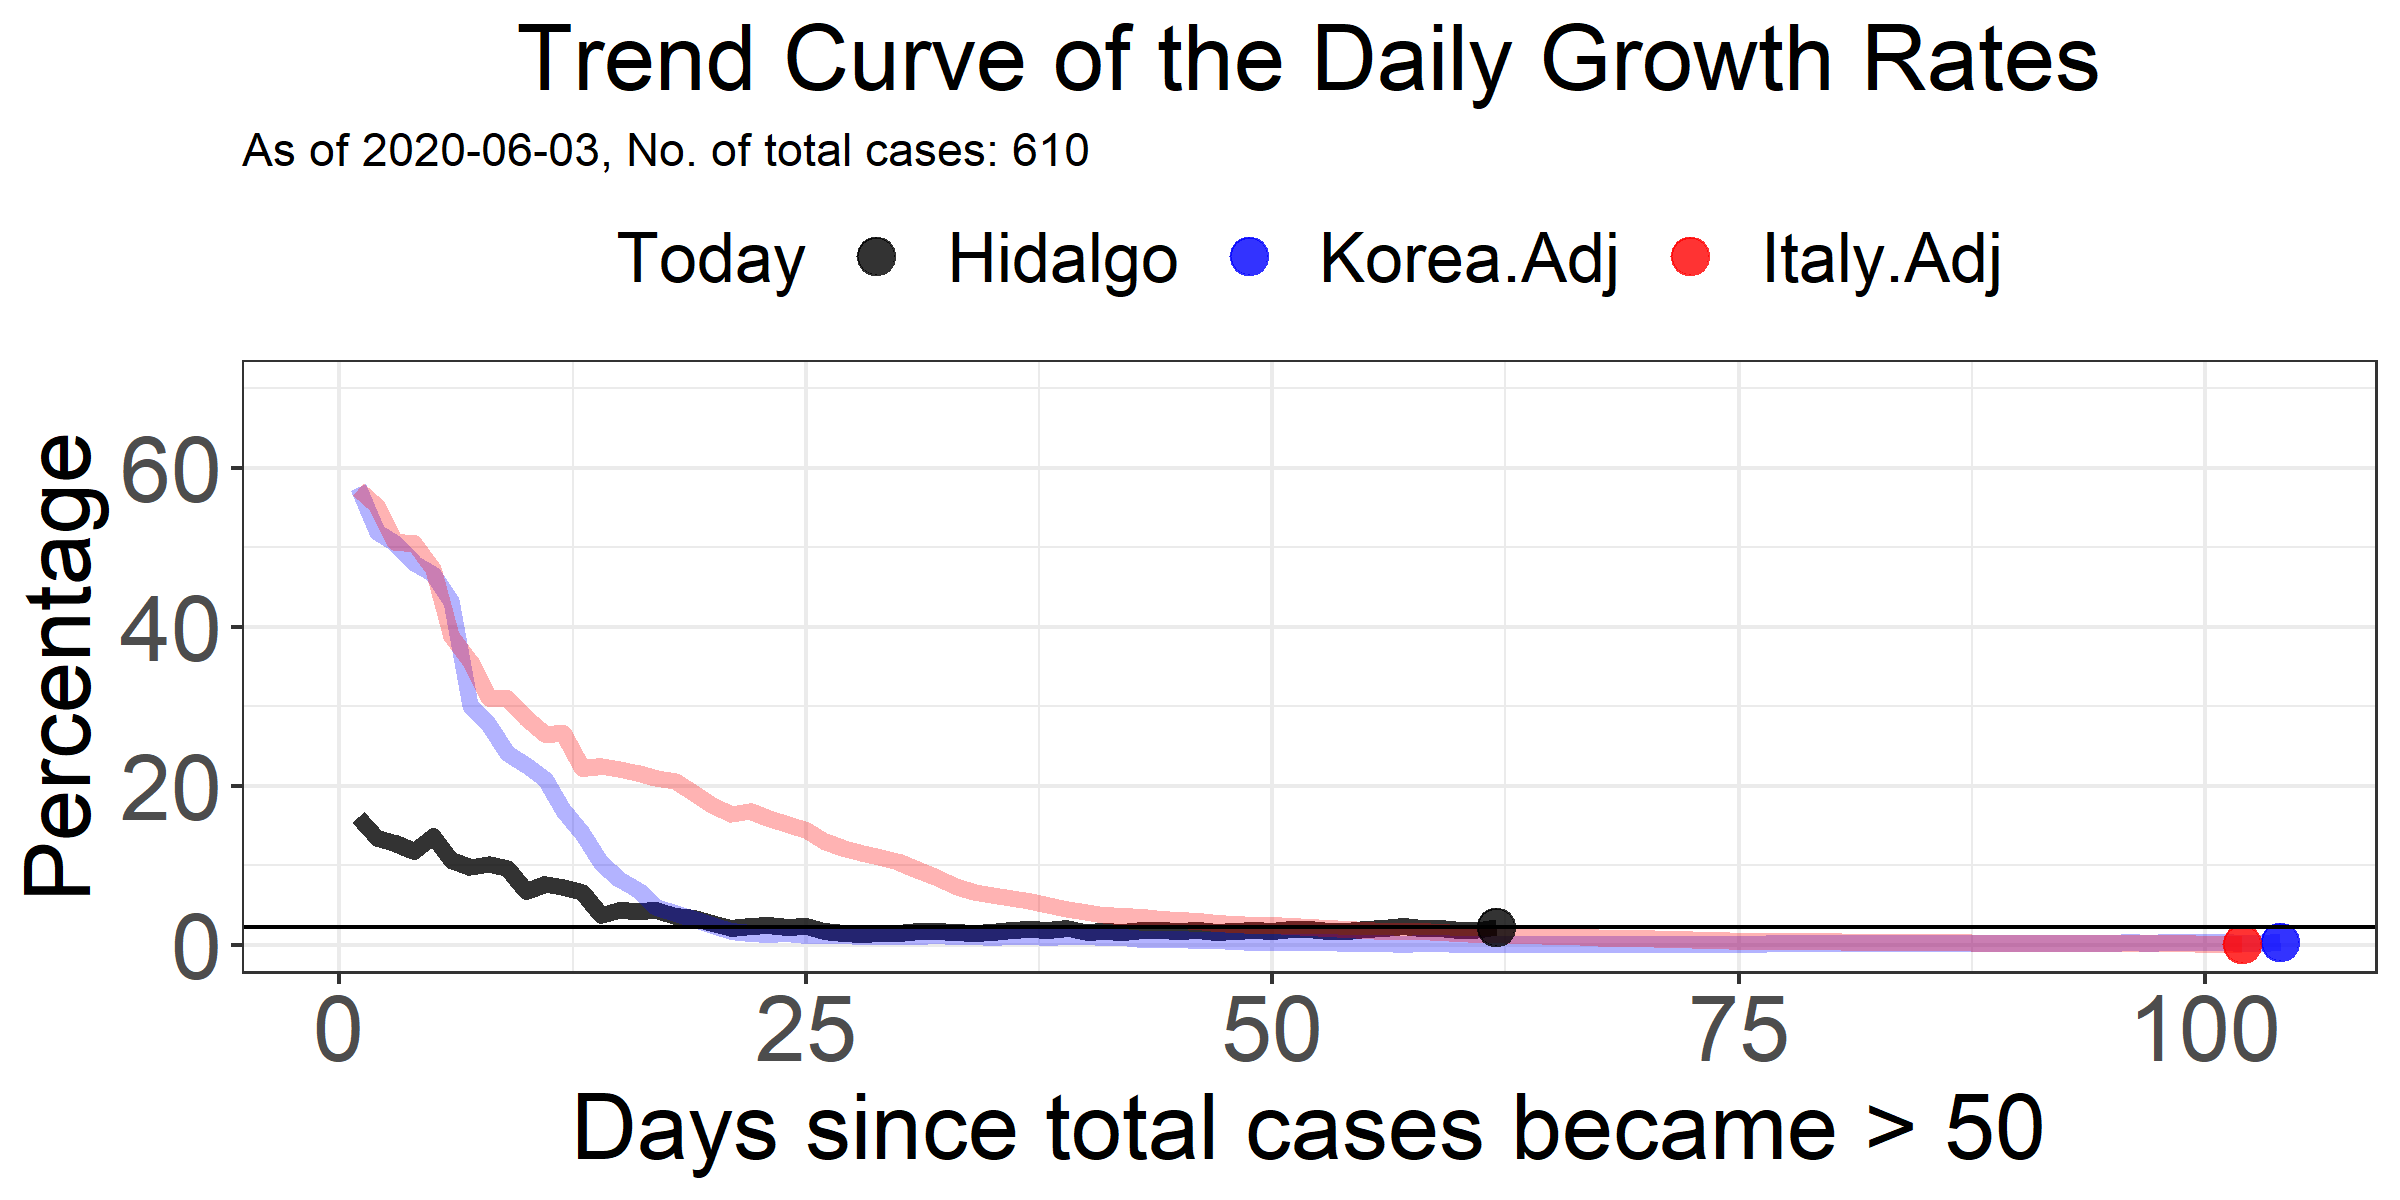 Trend Curve of the Daily Growth Rates
As of 2020-06-03, No. of total cases: 610
Today Hidalgo Korea.Adj Italy.Adj
Percentage
60
40
20
0
0 25 50 75 100
Days since total cases became > 50